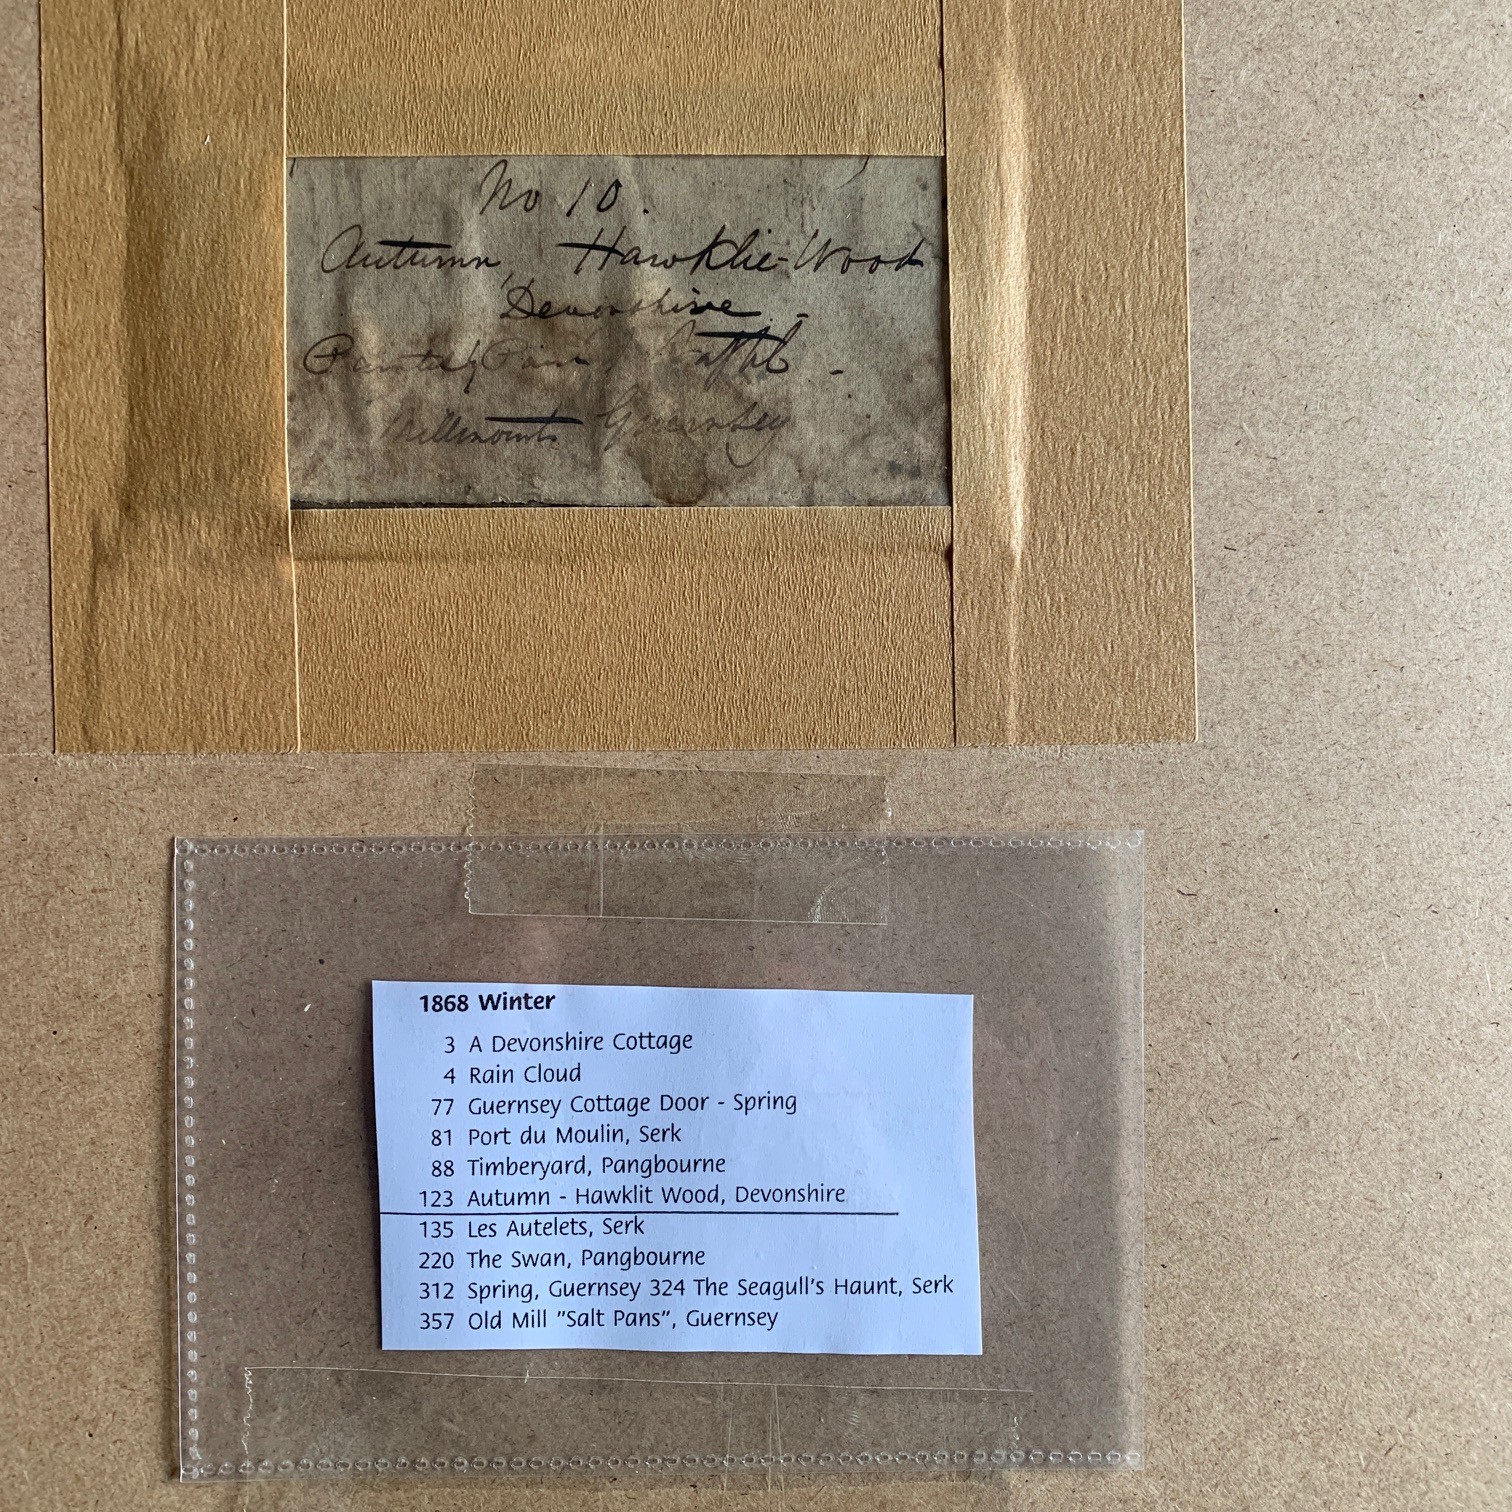 No 10.
Autumn, Hawklie-Wood
Devonshire -
Guernsey
1868 Winter
3 A Devonshire Cottage
4 Rain Cloud
77 Guernsey Cottage Door - Spring
81 Port du Moulin, Serk
88 Timberyard, Pangbourne
123 Autumn - Hawklit Wood, Devonshire
135 Les Autelets, Serk
220 The Swan, Pangbourne
312 Spring, Guernsey 324 The Seagull's Haunt, Serk
357 Old Mill "Salt Pans", Guernsey